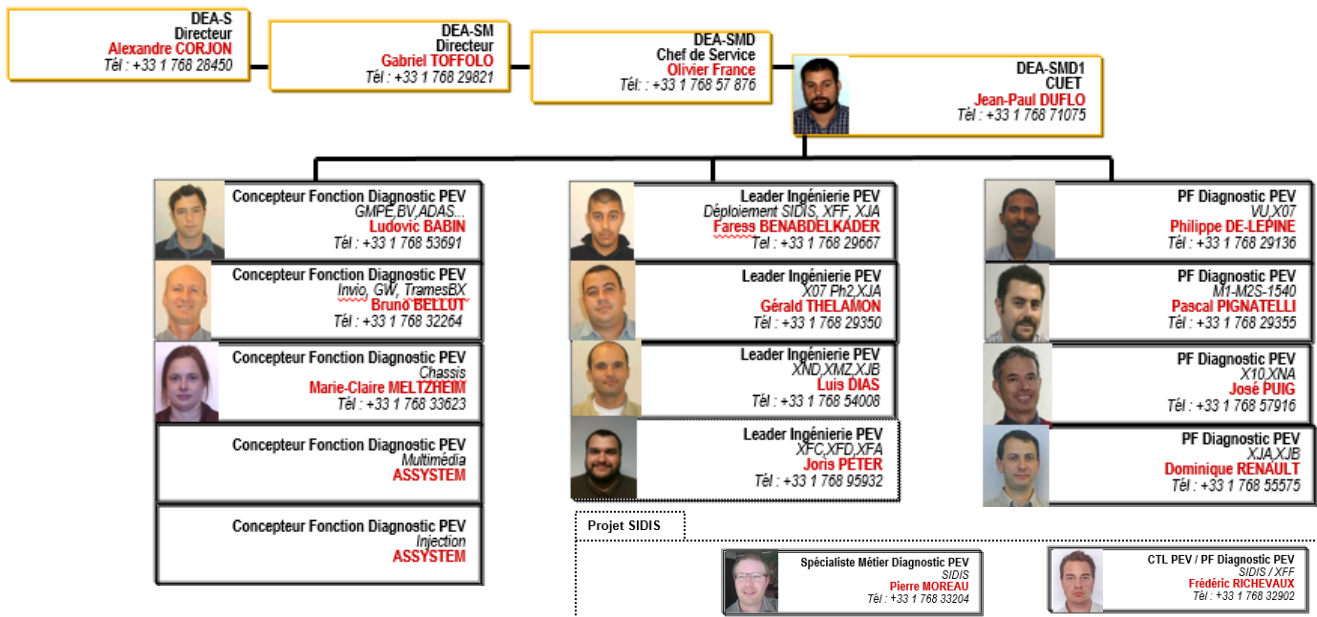 DEA-S
Directeur
Alexandre CORJON
Tél : +33 1 768 28450
DEA-SM
Directeur
Gabriel TOFFOLO
Tél : +33 1 768 29821
DEA-SMD
Chef de Service
Olivier France
Tél: : +33 1 768 57 876
DEA-SMD1
CUET
Jean-Paul DUFLO
Tél : +33 1 768 71075
Concepteur Fonction Diagnostic PEV
GMPE,BV,ADAS...
Ludovic BABIN
Tél : +33 1 768 53691
Concepteur Fonction Diagnostic PEV
Invio, GW, TramesBX
Bruno BELLUT
Tél : +33 1 768 32264
Concepteur Fonction Diagnostic PEV
Chassis
Marie-Claire MELTZHEIM
Tél : +33 1 768 33623
Concepteur Fonction Diagnostic PEV
Multimédia
ASSYSTEM
Concepteur Fonction Diagnostic PEV
Injection
ASSYSTEM
Leader Ingénierie PEV
Déploiement SIDIS, XFF, XJA
Faress BENABDELKADER
Tél : +33 1 768 29667
Leader Ingénierie PEV
X07 Ph2,XJA
Gérald THELAMON
Tél : +33 1 768 29350
Leader Ingénierie PEV
XND,XMZ,XJB
Luis DIAS
Tél : +33 1 768 54008
Leader Ingénierie PEV
XFC,XFD,XFA
Joris PETER
Tél : +33 1 768 95932
PF Diagnostic PEV
VU,X07
Philippe DE-LEPINE
Tél : +33 1 768 29136
PF Diagnostic PEV
M1-M2S-1540
Pascal PIGNATELLI
Tél : +33 1 768 29355
PF Diagnostic PEV
X10,XNA
José PUIG
Tél : +33 1 768 57916
PF Diagnostic PEV
XJA,XJB
Dominique RENAULT
Tél : +33 1 768 55575
Projet SIDIS
Spécialiste Métier Diagnostic PEV
SIDIS
Pierre MOREAU
Tél : +33 1 768 33204
CTL PEV / PF Diagnostic PEV
SIDIS / XFF
Frédéric RICHEVAUX
Tél : +33 1 768 32902